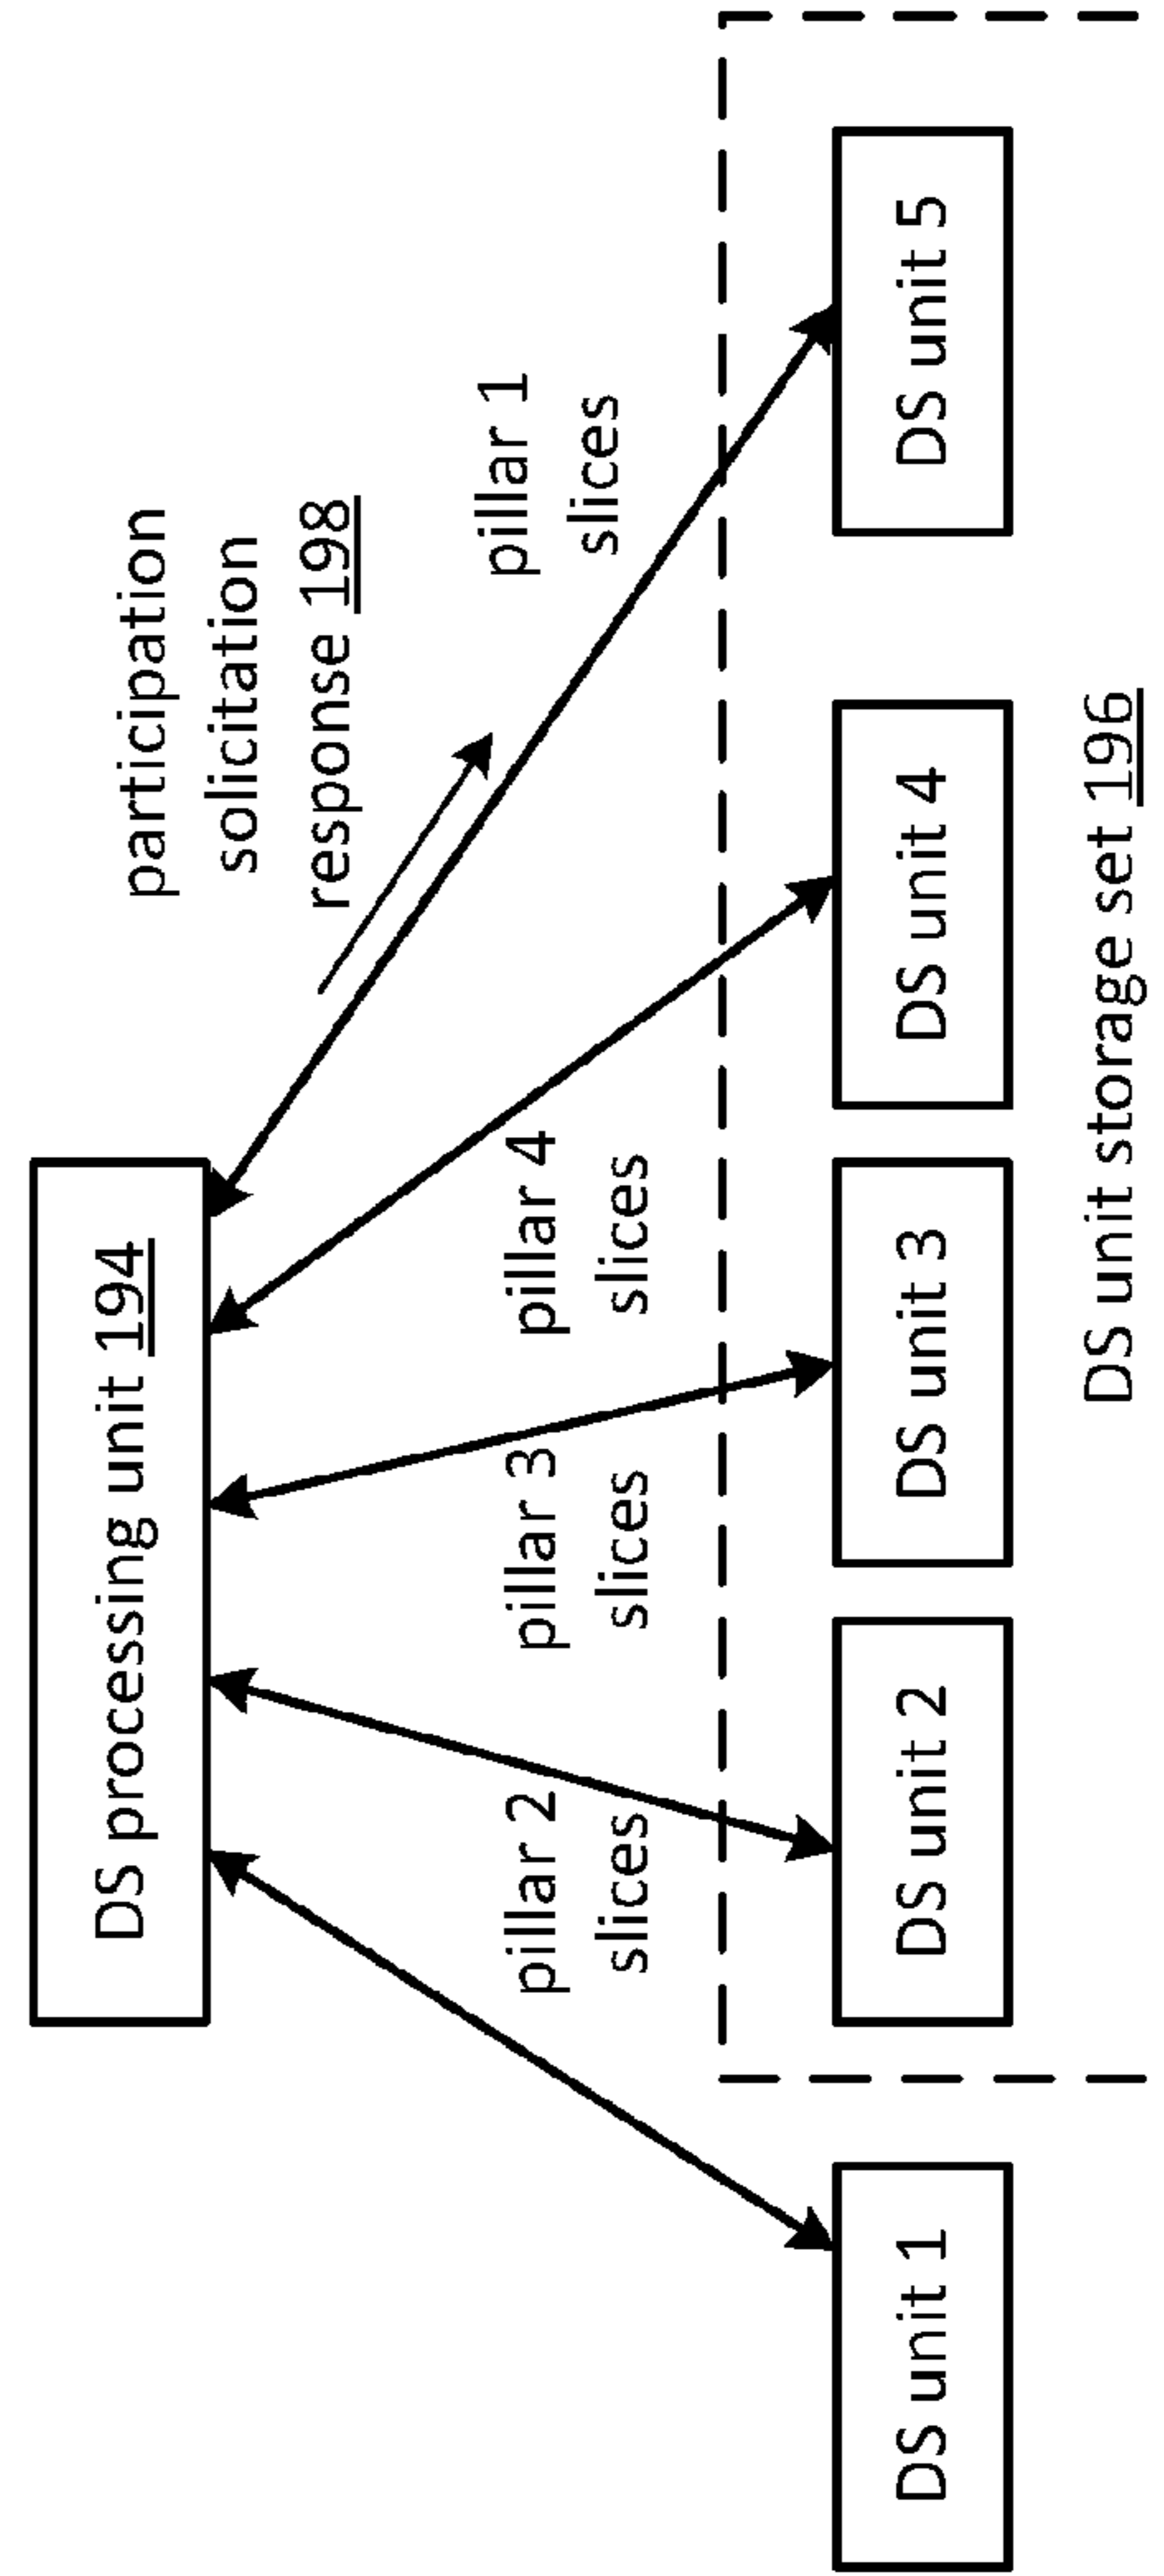 DS processing unit 194
participation
solicitation
response 198
pillar 2
slices
pillar 3
slices
pillar 4
slices
pillar 1
slices
DS unit 1
DS unit 2
DS unit 3
DS unit 4
DS unit 5
DS unit storage set 196